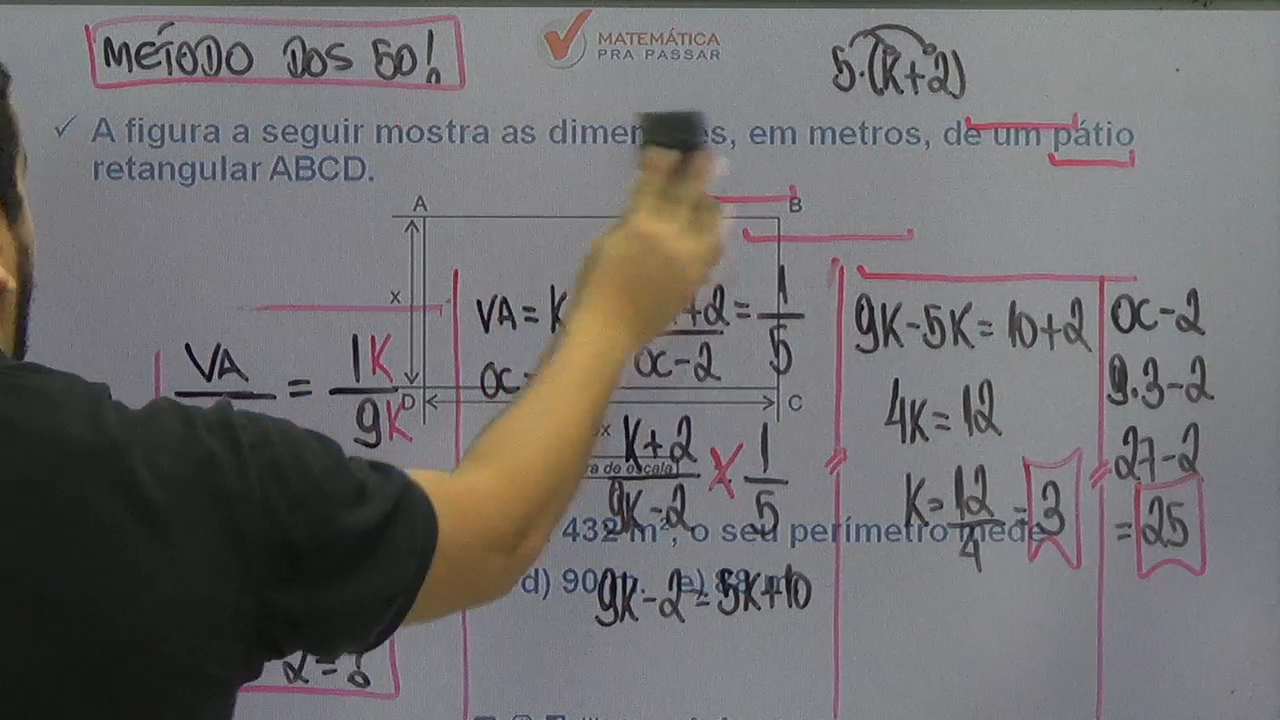 MÉTODO DOS 50!
MATEMÁTICA
PRA PASSAR
5·(K+2)
✓ A figura a seguir mostra as em metros, de um pátio
retangular ABCD.
A
B
x
D
C
x
VA
= 1K
9K
VA = K
+2 = 1
OC-2 5
K+2 X 1
9K-2 5
9K-2=5K+10
9K-5K=10+2
4K=12
K=12=3
4
OC-2
9.3-2
27-2
=25
432 m², o seu perímetro mede
d) 90